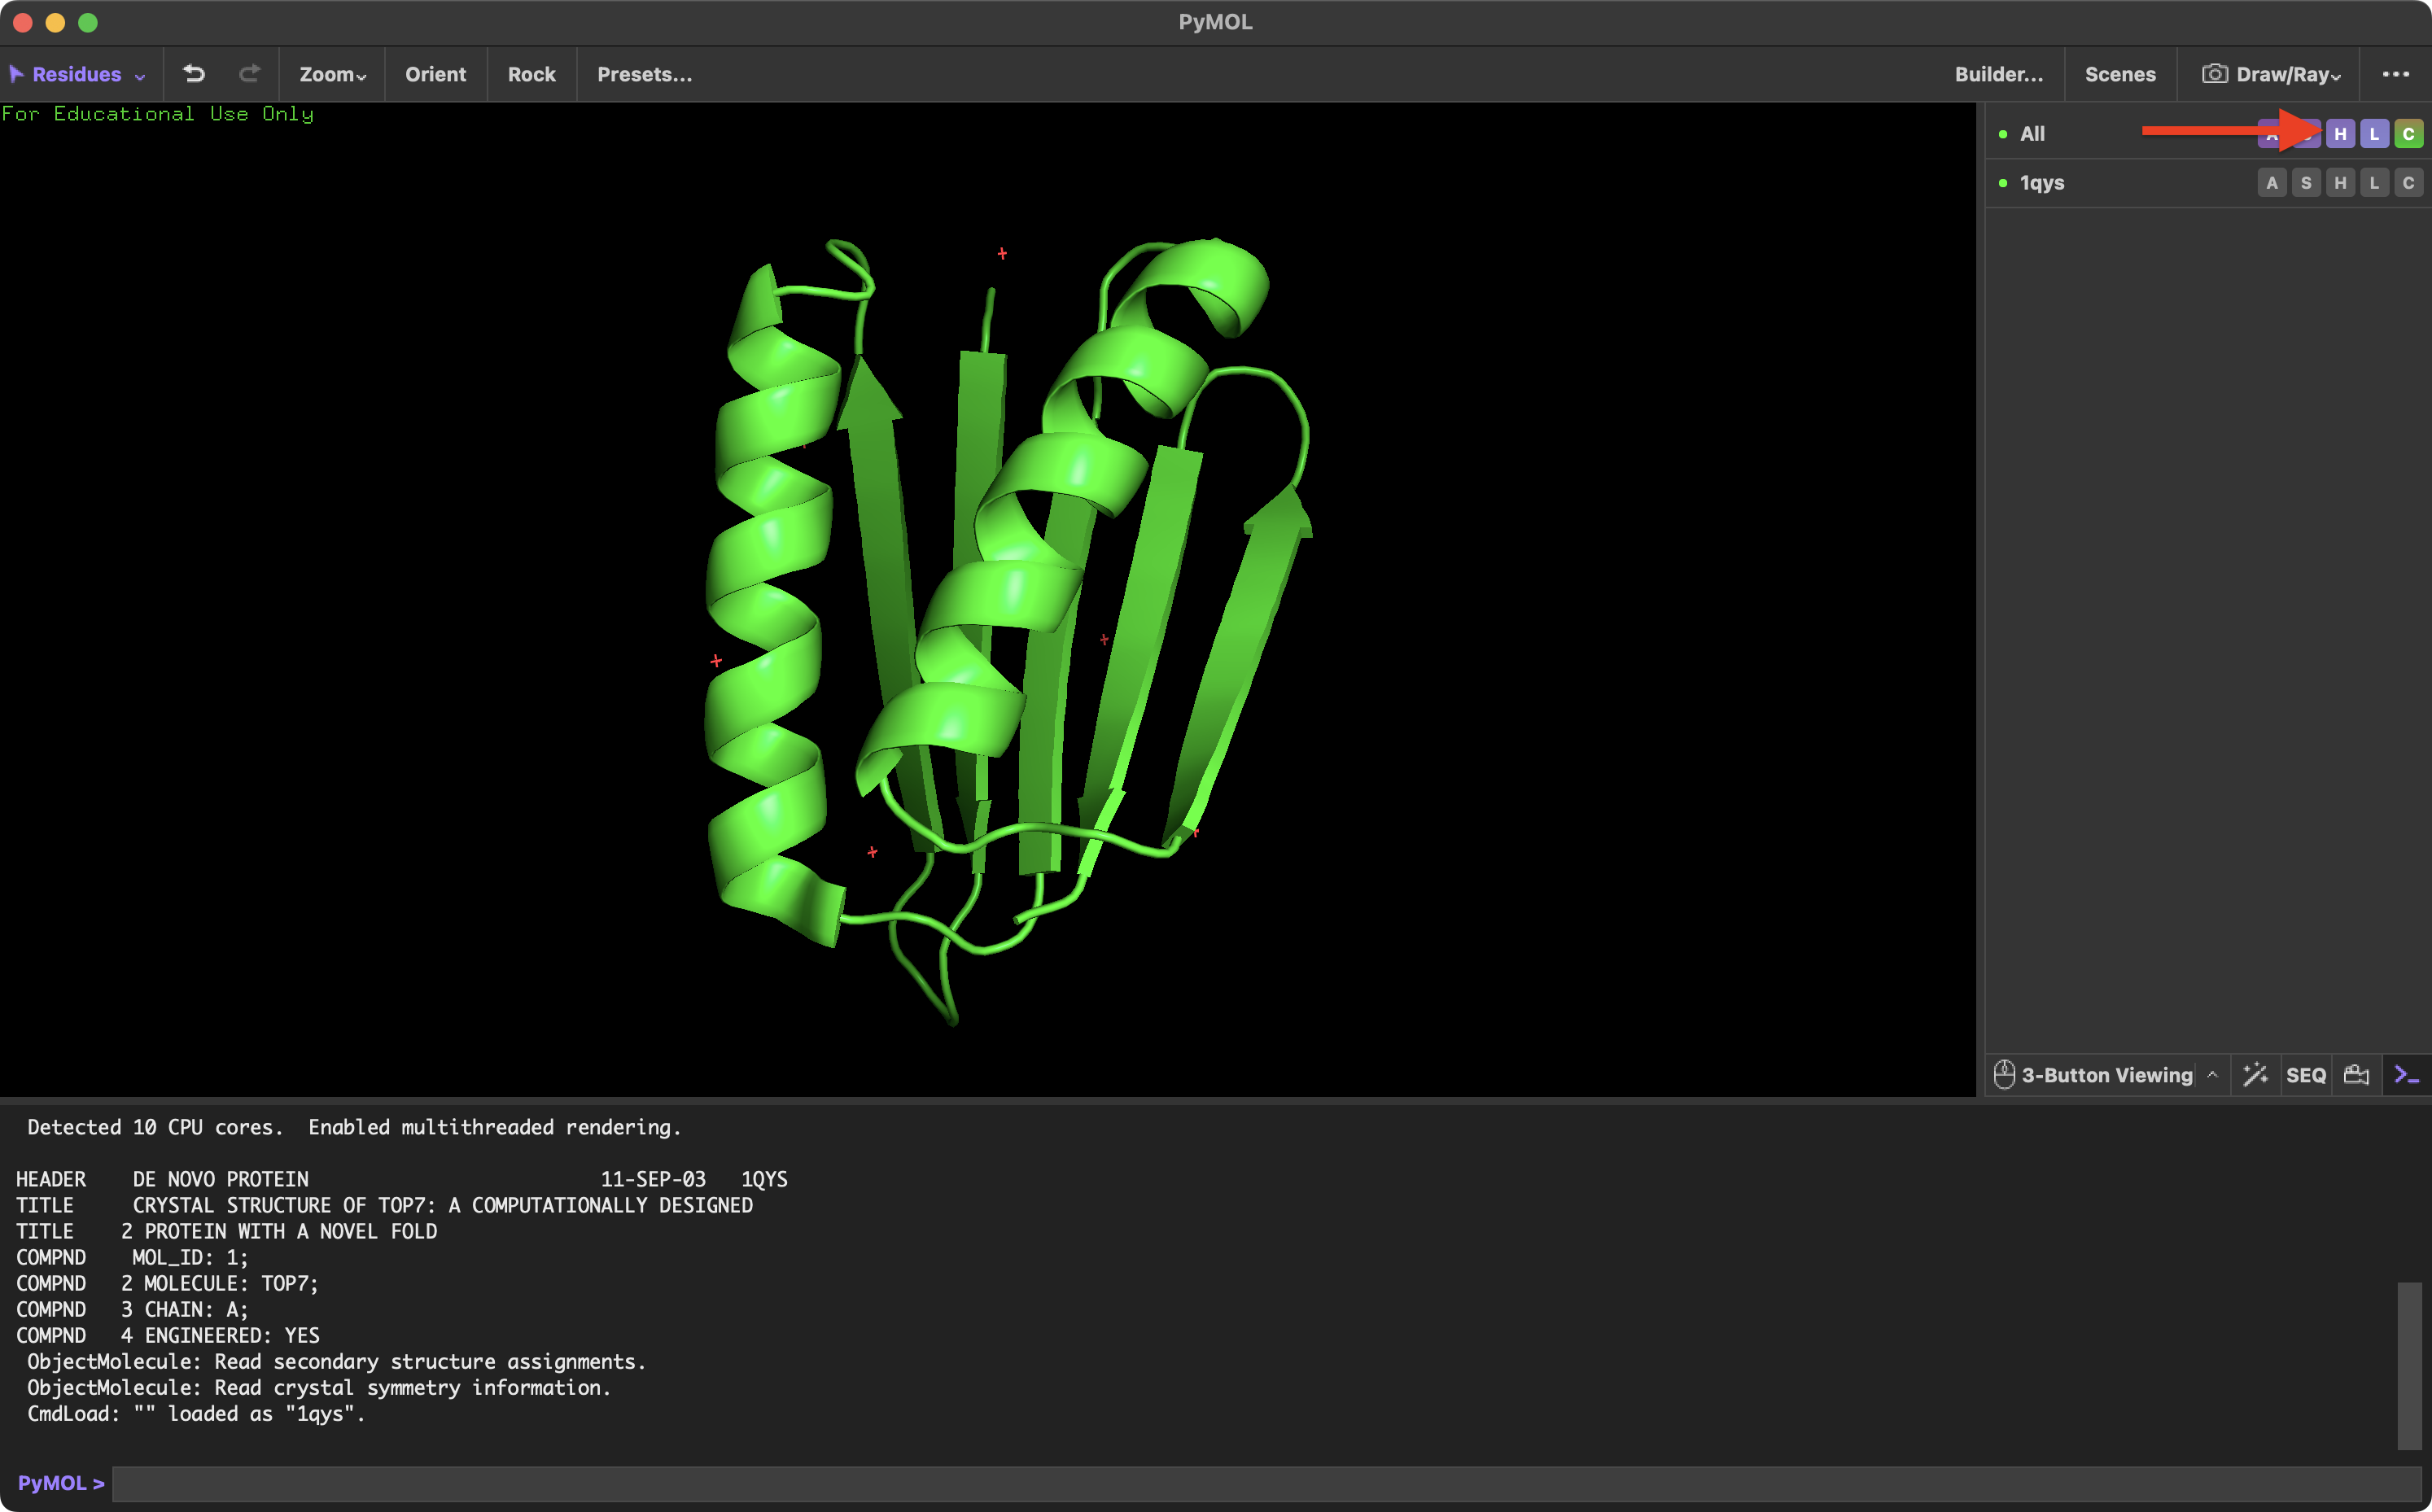 PyMOL
Residues Zoom Orient Rock Presets... Builder... Scenes Draw/Ray
For Educational Use Only
All A H L C
1qys A S H L C
3-Button Viewing SEQ
Detected 10 CPU cores.  Enabled multithreaded rendering.
HEADER    DE NOVO PROTEIN                         11-SEP-03   1QYS
TITLE     CRYSTAL STRUCTURE OF TOP7: A COMPUTATIONALLY DESIGNED
TITLE    2 PROTEIN WITH A NOVEL FOLD
COMPND    MOL_ID: 1;
COMPND   2 MOLECULE: TOP7;
COMPND   3 CHAIN: A;
COMPND   4 ENGINEERED: YES
ObjectMolecule: Read secondary structure assignments.
ObjectMolecule: Read crystal symmetry information.
CmdLoad: "" loaded as "1qys".
PyMOL >